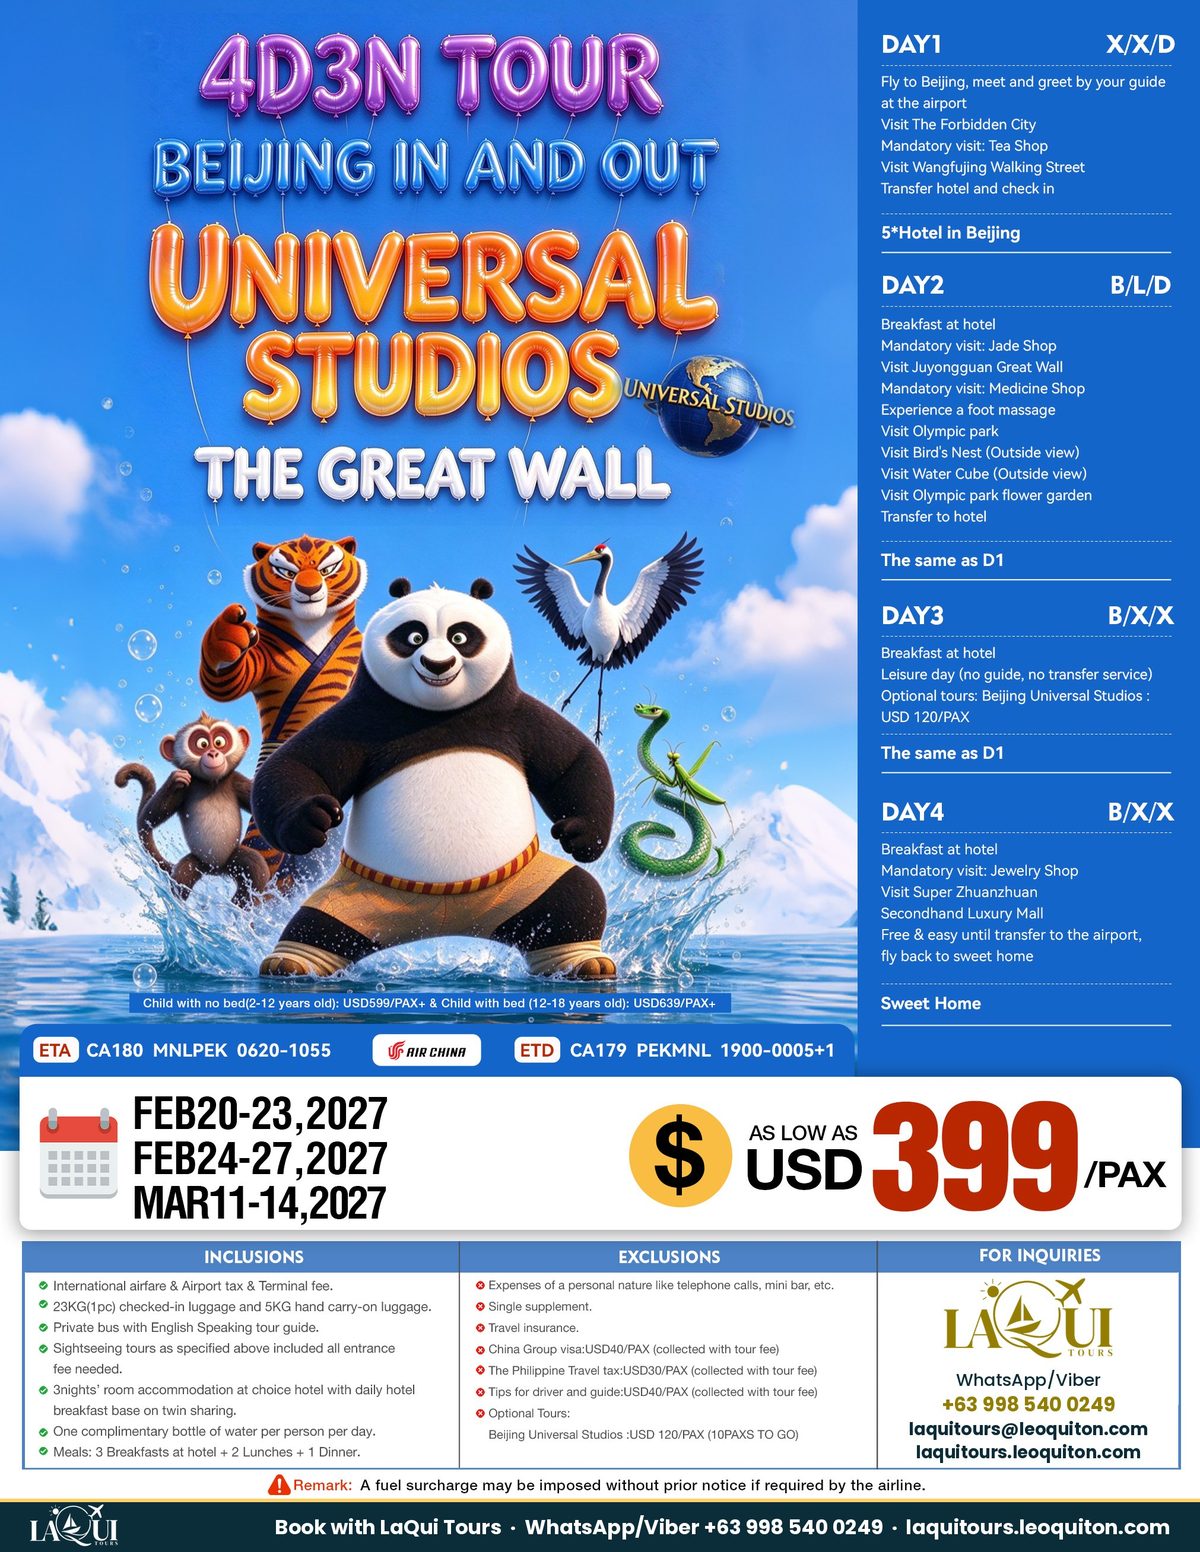 4D3N TOUR
BEIJING IN AND OUT
UNIVERSAL
STUDIOS
UNIVERSAL STUDIOS
THE GREAT WALL
Child with no bed(2-12 years old): USD599/PAX+ & Child with bed (12-18 years old): USD639/PAX+
ETA CA180 MNLPEK 0620-1055
AIR CHINA
ETD CA179 PEKMNL 1900-0005+1
DAY1 X/X/D
Fly to Beijing, meet and greet by your guide
at the airport
Visit The Forbidden City
Mandatory visit: Tea Shop
Visit Wangfujing Walking Street
Transfer hotel and check in
5*Hotel in Beijing
DAY2 B/L/D
Breakfast at hotel
Mandatory visit: Jade Shop
Visit Juyongguan Great Wall
Mandatory visit: Medicine Shop
Experience a foot massage
Visit Olympic park
Visit Bird's Nest (Outside view)
Visit Water Cube (Outside view)
Visit Olympic park flower garden
Transfer to hotel
The same as D1
DAY3 B/X/X
Breakfast at hotel
Leisure day (no guide, no transfer service)
Optional tours: Beijing Universal Studios :
USD 120/PAX
The same as D1
DAY4 B/X/X
Breakfast at hotel
Mandatory visit: Jewelry Shop
Visit Super Zhuanzhuan
Secondhand Luxury Mall
Free & easy until transfer to the airport,
fly back to sweet home
Sweet Home
FEB20-23,2027
FEB24-27,2027
MAR11-14,2027
$
AS LOW AS
USD 399 /PAX
INCLUSIONS
International airfare & Airport tax & Terminal fee.
23KG(1pc) checked-in luggage and 5KG hand carry-on luggage.
Private bus with English Speaking tour guide.
Sightseeing tours as specified above included all entrance
fee needed.
3nights' room accommodation at choice hotel with daily hotel
breakfast base on twin sharing.
One complimentary bottle of water per person per day.
Meals: 3 Breakfasts at hotel + 2 Lunches + 1 Dinner.
EXCLUSIONS
Expenses of a personal nature like telephone calls, mini bar, etc.
Single supplement.
Travel insurance.
China Group visa:USD40/PAX (collected with tour fee)
The Philippine Travel tax:USD30/PAX (collected with tour fee)
Tips for driver and guide:USD40/PAX (collected with tour fee)
Optional Tours:
Beijing Universal Studios :USD 120/PAX (10PAXS TO GO)
FOR INQUIRIES
LAQUI
TOURS
WhatsApp/Viber
+63 998 540 0249
laquitours@leoquiton.com
laquitours.leoquiton.com
Remark: A fuel surcharge may be imposed without prior notice if required by the airline.
LAQUI
TOURS
Book with LaQui Tours · WhatsApp/Viber +63 998 540 0249 · laquitours.leoquiton.com